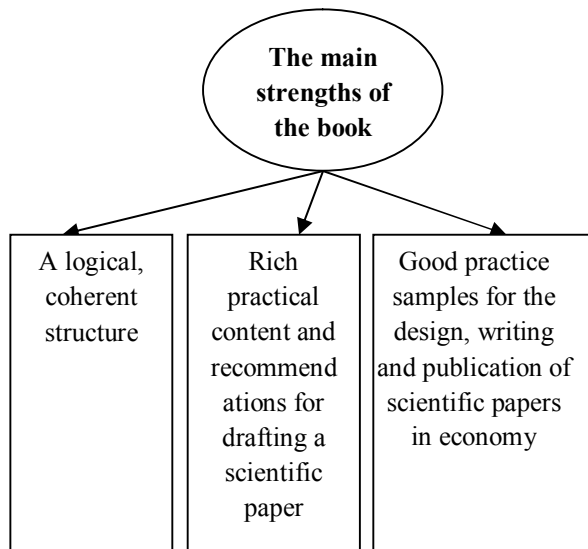 The main
strengths of
the book
A logical,
coherent
structure
Rich
practical
content and
recommend
ations for
drafting a
scientific
paper
Good practice
samples for the
design, writing
and publication of
scientific papers
in economy